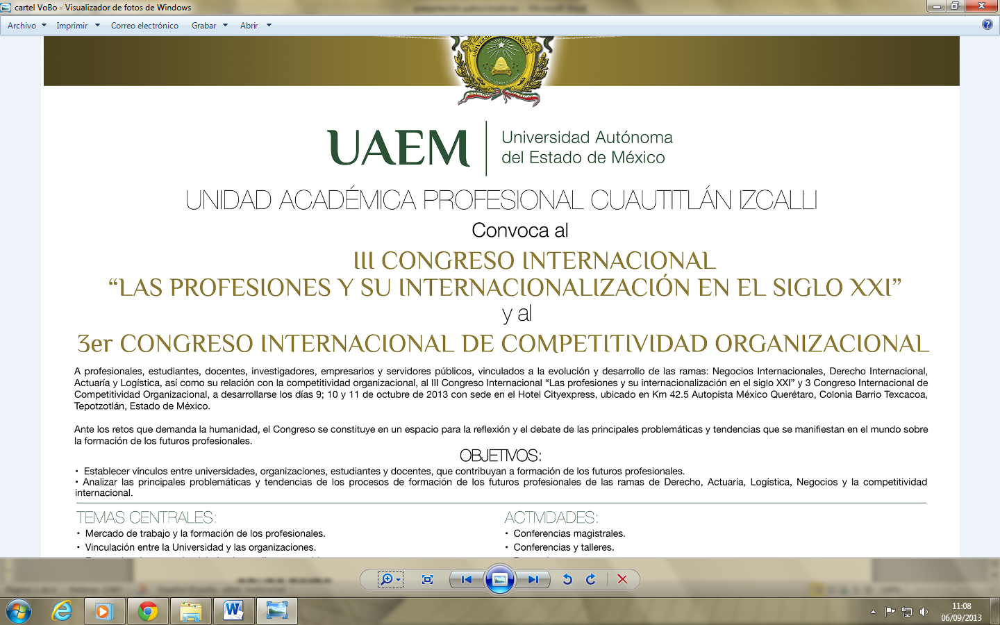 cartel VoBo - Visualizador de fotos de Windows
Archivo Imprimir Correo electrónico Grabar Abrir
UAEM
Universidad Autónoma
del Estado de México
UNIDAD ACADÉMICA PROFESIONAL CUAUTITLÁN IZCALLI
Convoca al
III CONGRESO INTERNACIONAL
“LAS PROFESIONES Y SU INTERNACIONALIZACIÓN EN EL SIGLO XXI”
y al
3er CONGRESO INTERNACIONAL DE COMPETITIVIDAD ORGANIZACIONAL
A profesionales, estudiantes, docentes, investigadores, empresarios y servidores públicos, vinculados a la evolución y desarrollo de las ramas: Negocios Internacionales, Derecho Internacional,
Actuaría y Logística, así como su relación con la competitividad organizacional, al III Congreso Internacional “Las profesiones y su internacionalización en el siglo XXI” y 3 Congreso Internacional de
Competitividad Organizacional, a desarrollarse los días 9; 10 y 11 de octubre de 2013 con sede en el Hotel Cityexpress, ubicado en Km 42.5 Autopista México Querétaro, Colonia Barrio Texcacoa,
Tepotzotlán, Estado de México.
Ante los retos que demanda la humanidad, el Congreso se constituye en un espacio para la reflexión y el debate de las principales problemáticas y tendencias que se manifiestan en el mundo sobre
la formación de los futuros profesionales.
OBJETIVOS:
• Establecer vínculos entre universidades, organizaciones, estudiantes y docentes, que contribuyan a formación de los futuros profesionales.
• Analizar las principales problemáticas y tendencias de los procesos de formación de los futuros profesionales de las ramas de Derecho, Actuaría, Logística, Negocios y la competitividad
internacional.
TEMAS CENTRALES:
• Mercado de trabajo y la formación de los profesionales.
• Vinculación entre la Universidad y las organizaciones.
ACTIVIDADES:
• Conferencias magistrales.
• Conferencias y talleres.
11:08
06/09/2013